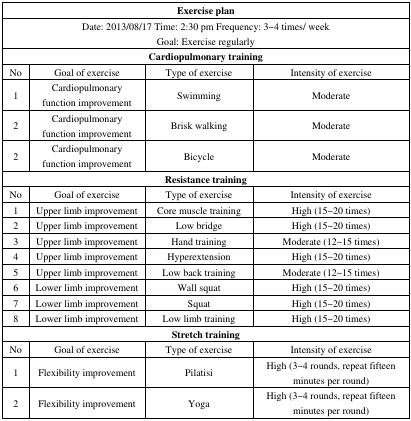 Exercise plan
Date: 2013/08/17 Time: 2:30 pm Frequency: 3~4 times/ week
Goal: Exercise regularly
Cardiopulmonary training
No Goal of exercise Type of exercise Intensity of exercise
1 Cardiopulmonary function improvement Swimming Moderate
2 Cardiopulmonary function improvement Brisk walking Moderate
2 Cardiopulmonary function improvement Bicycle Moderate
Resistance training
No Goal of exercise Type of exercise Intensity of exercise
1 Upper limb improvement Core muscle training High (15~20 times)
2 Upper limb improvement Low bridge High (15~20 times)
3 Upper limb improvement Hand training Moderate (12~15 times)
4 Upper limb improvement Hyperextension High (15~20 times)
5 Upper limb improvement Low back training Moderate (12~15 times)
6 Lower limb improvement Wall squat High (15~20 times)
7 Lower limb improvement Squat High (15~20 times)
8 Lower limb improvement Low limb training High (15~20 times)
Stretch training
No Goal of exercise Type of exercise Intensity of exercise
1 Flexibility improvement Pilatisi High (3~4 rounds, repeat fifteen minutes per round)
2 Flexibility improvement Yoga High (3~4 rounds, repeat fifteen minutes per round)